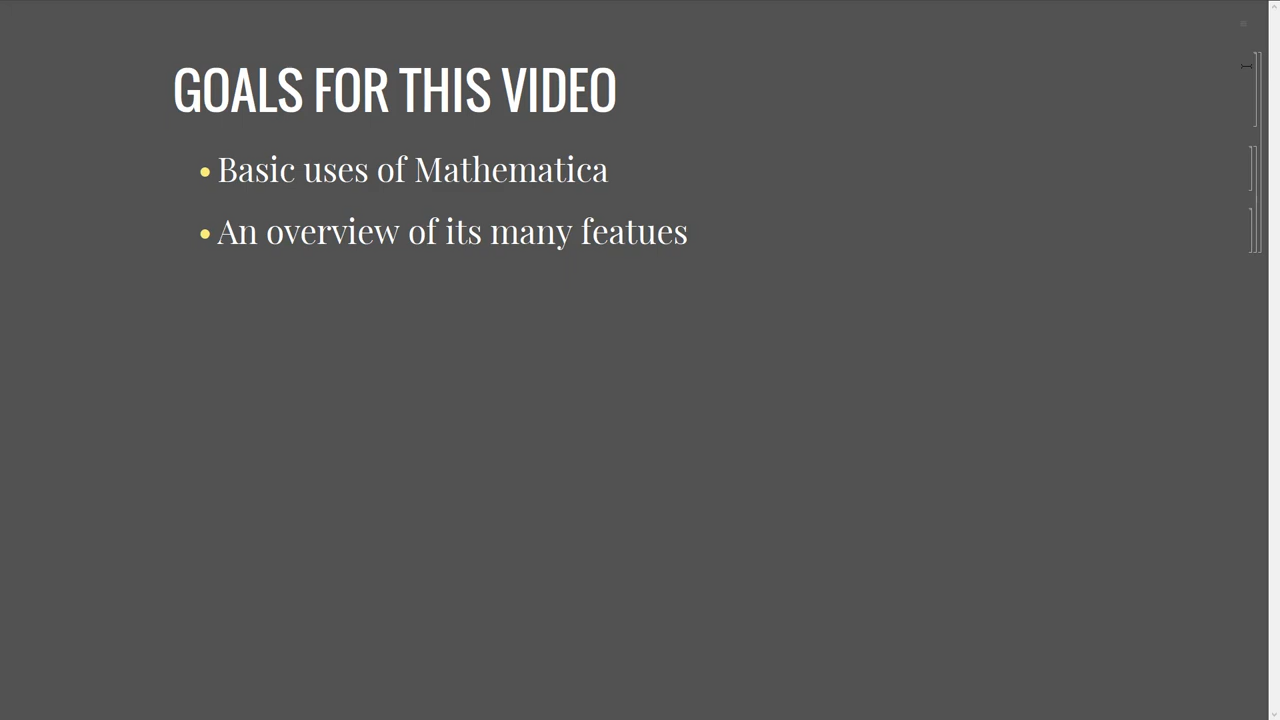 GOALS FOR THIS VIDEO
• Basic uses of Mathematica
• An overview of its many featues